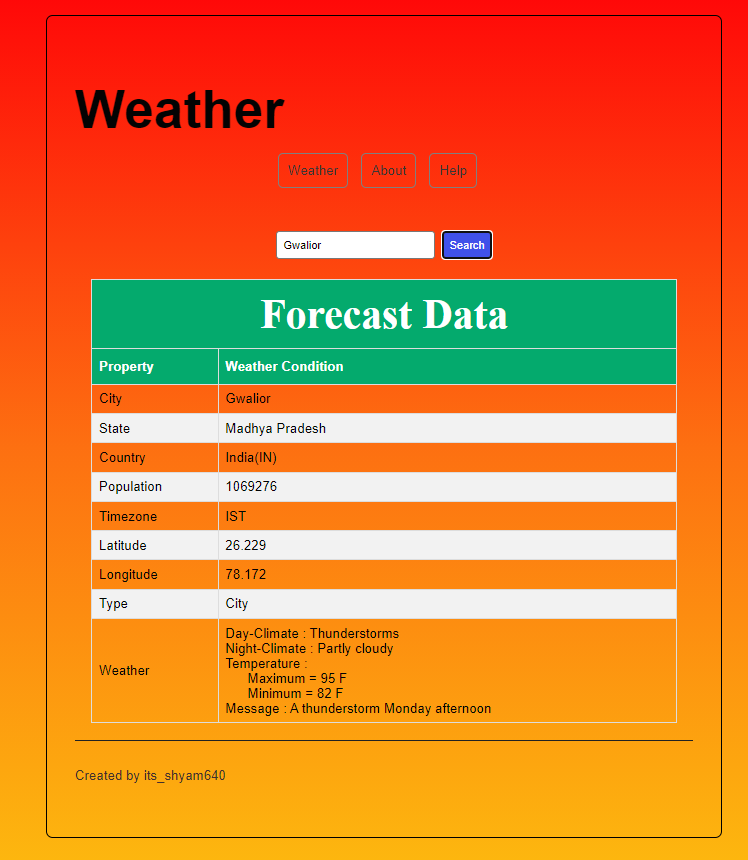 Weather
Weather About Help
Gwalior Search
Forecast Data
Property Weather Condition
City Gwalior
State Madhya Pradesh
Country India(IN)
Population 1069276
Timezone IST
Latitude 26.229
Longitude 78.172
Type City
Weather
Day-Climate : Thunderstorms
Night-Climate : Partly cloudy
Temperature :
Maximum = 95 F
Minimum = 82 F
Message : A thunderstorm Monday afternoon
Created by its_shyam640